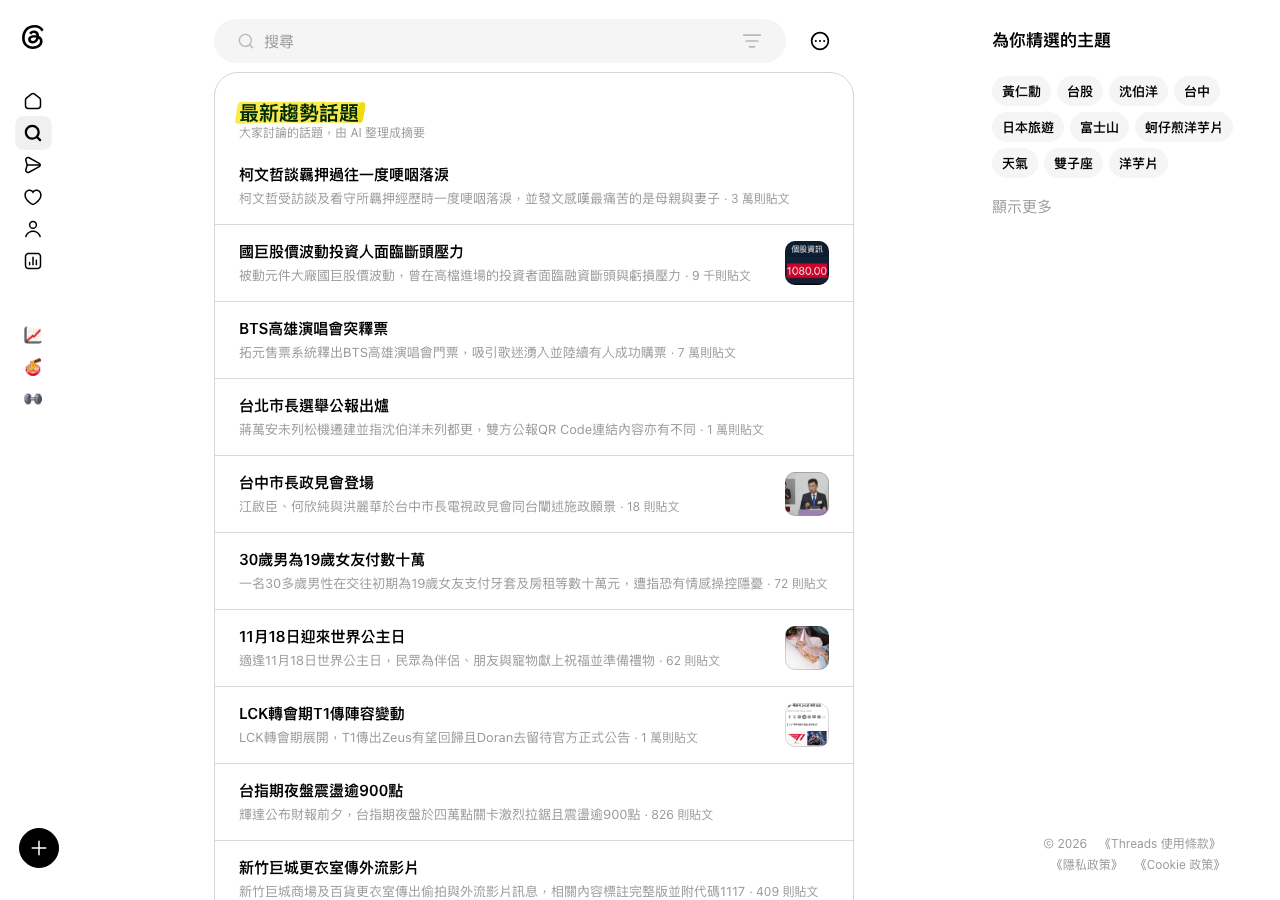 搜尋
最新趨勢話題
大家討論的話題，由 AI 整理成摘要
柯文哲談羈押過往一度哽咽落淚
柯文哲受訪談及看守所羈押經歷時一度哽咽落淚，並發文感嘆最痛苦的是母親與妻子 · 3 萬則貼文
國巨股價波動投資人面臨斷頭壓力
被動元件大廠國巨股價波動，曾在高檔進場的投資者面臨融資斷頭與虧損壓力 · 9 千則貼文
個股資訊
1080.00
BTS高雄演唱會突釋票
拓元售票系統釋出BTS高雄演唱會門票，吸引歌迷湧入並陸續有人成功購票 · 7 萬則貼文
台北市長選舉公報出爐
蔣萬安未列松機遷建並指沈伯洋未列都更，雙方公報QR Code連結內容亦有不同 · 1 萬則貼文
台中市長政見會登場
江啟臣、何欣純與洪麗華於台中市長電視政見會同台闡述施政願景 · 18 則貼文
30歲男為19歲女友付數十萬
一名30多歲男性在交往初期為19歲女友支付牙套及房租等數十萬元，遭指恐有情感操控隱憂 · 72 則貼文
11月18日迎來世界公主日
適逢11月18日世界公主日，民眾為伴侶、朋友與寵物獻上祝福並準備禮物 · 62 則貼文
LCK轉會期T1傳陣容變動
LCK轉會期展開，T1傳出Zeus有望回歸且Doran去留待官方正式公告 · 1 萬則貼文
台指期夜盤震盪逾900點
輝達公布財報前夕，台指期夜盤於四萬點關卡激烈拉鋸且震盪逾900點 · 826 則貼文
新竹巨城更衣室傳外流影片
新竹巨城商場及百貨更衣室傳出偷拍與外流影片訊息，相關內容標註完整版並附代碼1117 · 409 則貼文
為你精選的主題
黃仁勳 台股 沈伯洋 台中
日本旅遊 富士山 蚵仔煎洋芋片
天氣 雙子座 洋芋片
顯示更多
© 2026 《Threads 使用條款》
《隱私政策》 《Cookie 政策》